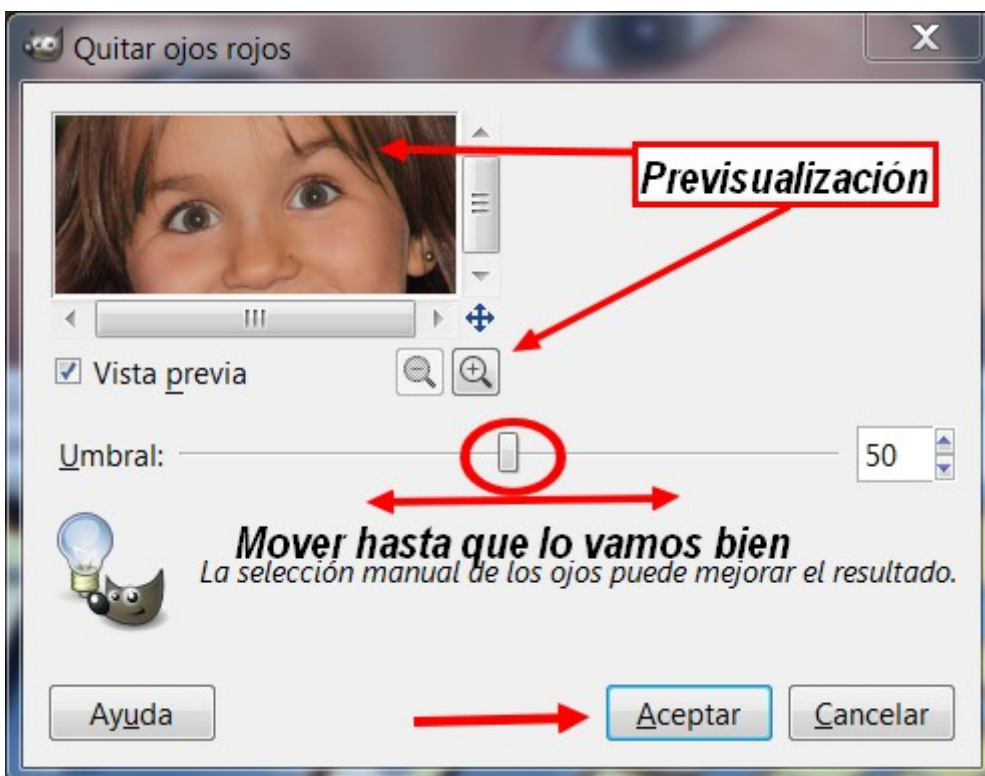 Quitar ojos rojos
Previsualización
Vista previa
Umbral: 50
Mover hasta que lo vamos bien
La selección manual de los ojos puede mejorar el resultado.
Ayuda Aceptar Cancelar